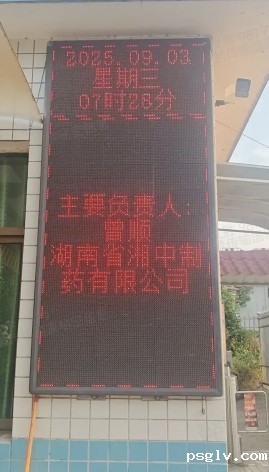 2025.09.03
星期三
07时28分
主要负责人:
曾顺
湖南省湘中制
药有限公司
psglv.com